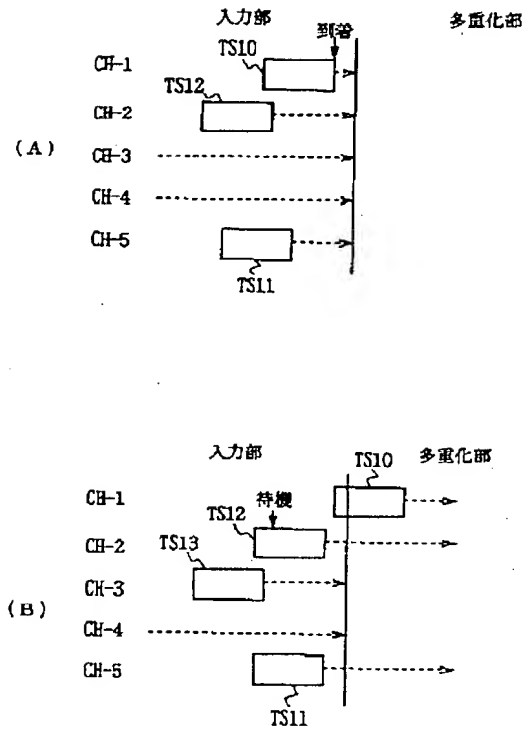 入力部 多重化部
到着
TS10
CH-1
TS12
CH-2
(A)
CH-3
CH-4
CH-5
TS11
入力部 TS10 多重化部
CH-1
待機
TS12
CH-2
TS13
CH-3
(B)
CH-4
CH-5
TS11